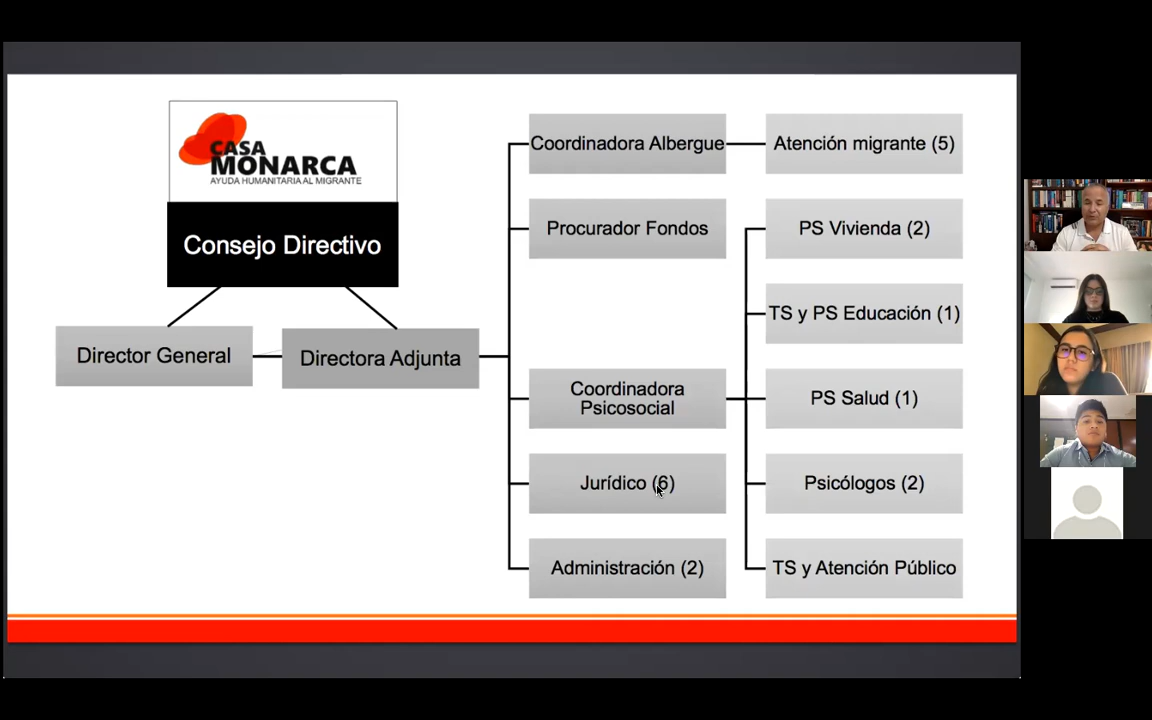 CASA
MONARCA
AYUDA HUMANITARIA AL MIGRANTE
Consejo Directivo
Director General
Directora Adjunta
Coordinadora Albergue
Procurador Fondos
Coordinadora
Psicosocial
Jurídico (6)
Administración (2)
Atención migrante (5)
PS Vivienda (2)
TS y PS Educación (1)
PS Salud (1)
Psicólogos (2)
TS y Atención Público